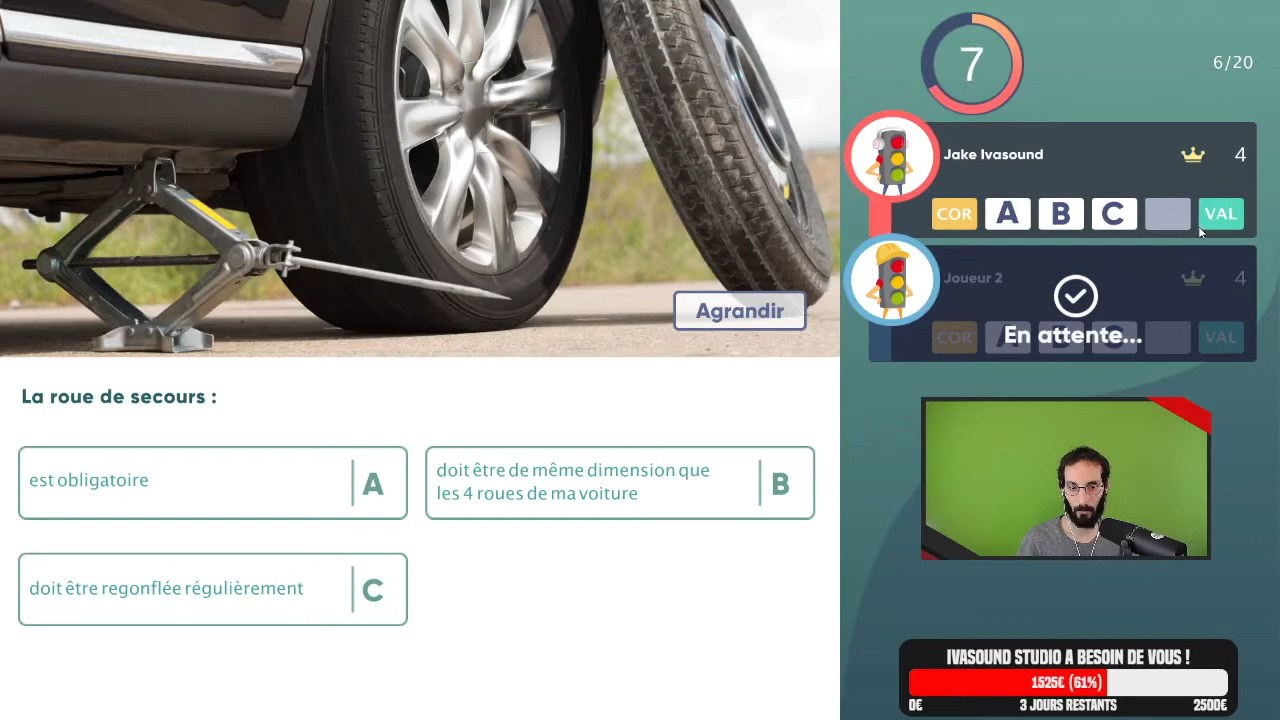 7
6/20
Jake Ivasound 4
COR A B C VAL
Joueur 2 4
En attente...
COR A B C VAL
Agrandir
La roue de secours :
est obligatoire A
doit être de même dimension que
les 4 roues de ma voiture B
doit être regonflée régulièrement C
IVASOUND STUDIO A BESOIN DE VOUS !
1525€ (61%)
0€ 3 JOURS RESTANTS 2500€